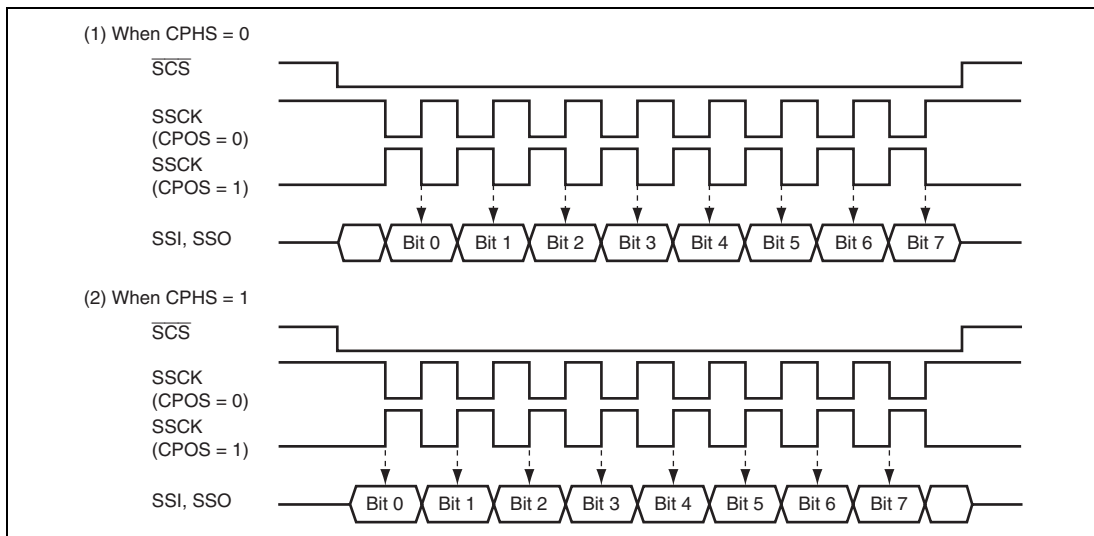 (1) When CPHS = 0
SCS
SSCK
(CPOS = 0)
SSCK
(CPOS = 1)
SSI, SSO
Bit 0 Bit 1 Bit 2 Bit 3 Bit 4 Bit 5 Bit 6 Bit 7
(2) When CPHS = 1
SCS
SSCK
(CPOS = 0)
SSCK
(CPOS = 1)
SSI, SSO
Bit 0 Bit 1 Bit 2 Bit 3 Bit 4 Bit 5 Bit 6 Bit 7